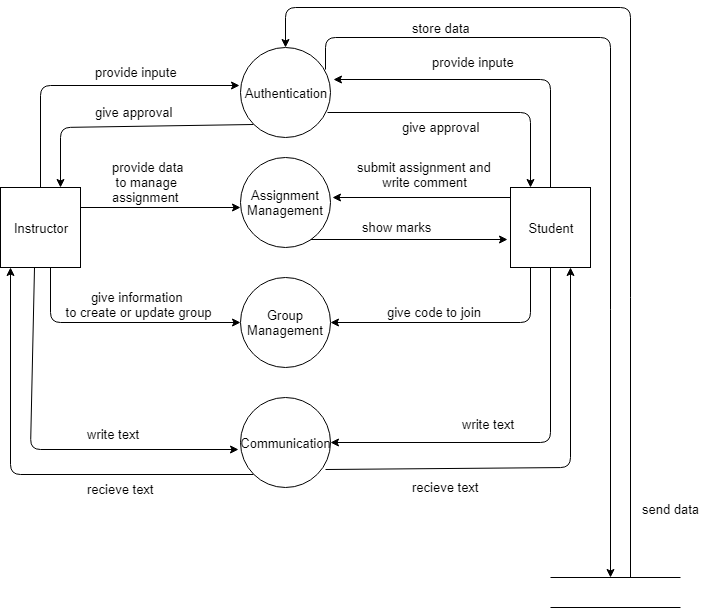 store data
provide inpute
provide inpute
Authentication
give approval
give approval
provide data
to manage
assignment
submit assignment and
write comment
Assignment
Management
Instructor
show marks
Student
give information
to create or update group
Group
Management
give code to join
write text
write text
Communication
recieve text
recieve text
send data